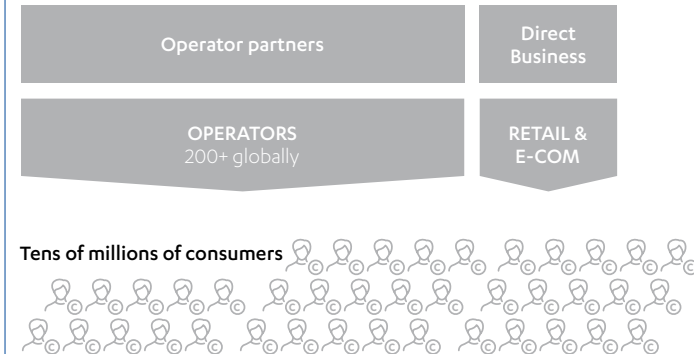 Operator partners
Direct
Business
OPERATORS
200+ globally
RETAIL &
E-COM
Tens of millions of consumers